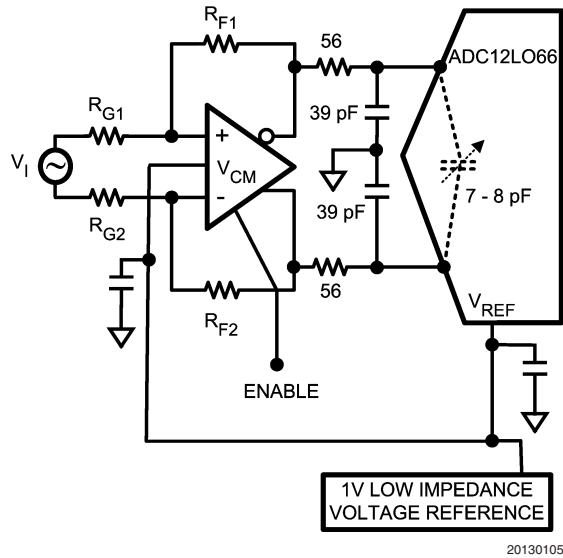 RF1
56
ADC12LO66
39 pF
RG1
+
VI
VCM
-
7 - 8 pF
RG2
39 pF
56
RF2
VREF
ENABLE
1V LOW IMPEDANCE
VOLTAGE REFERENCE
20130105